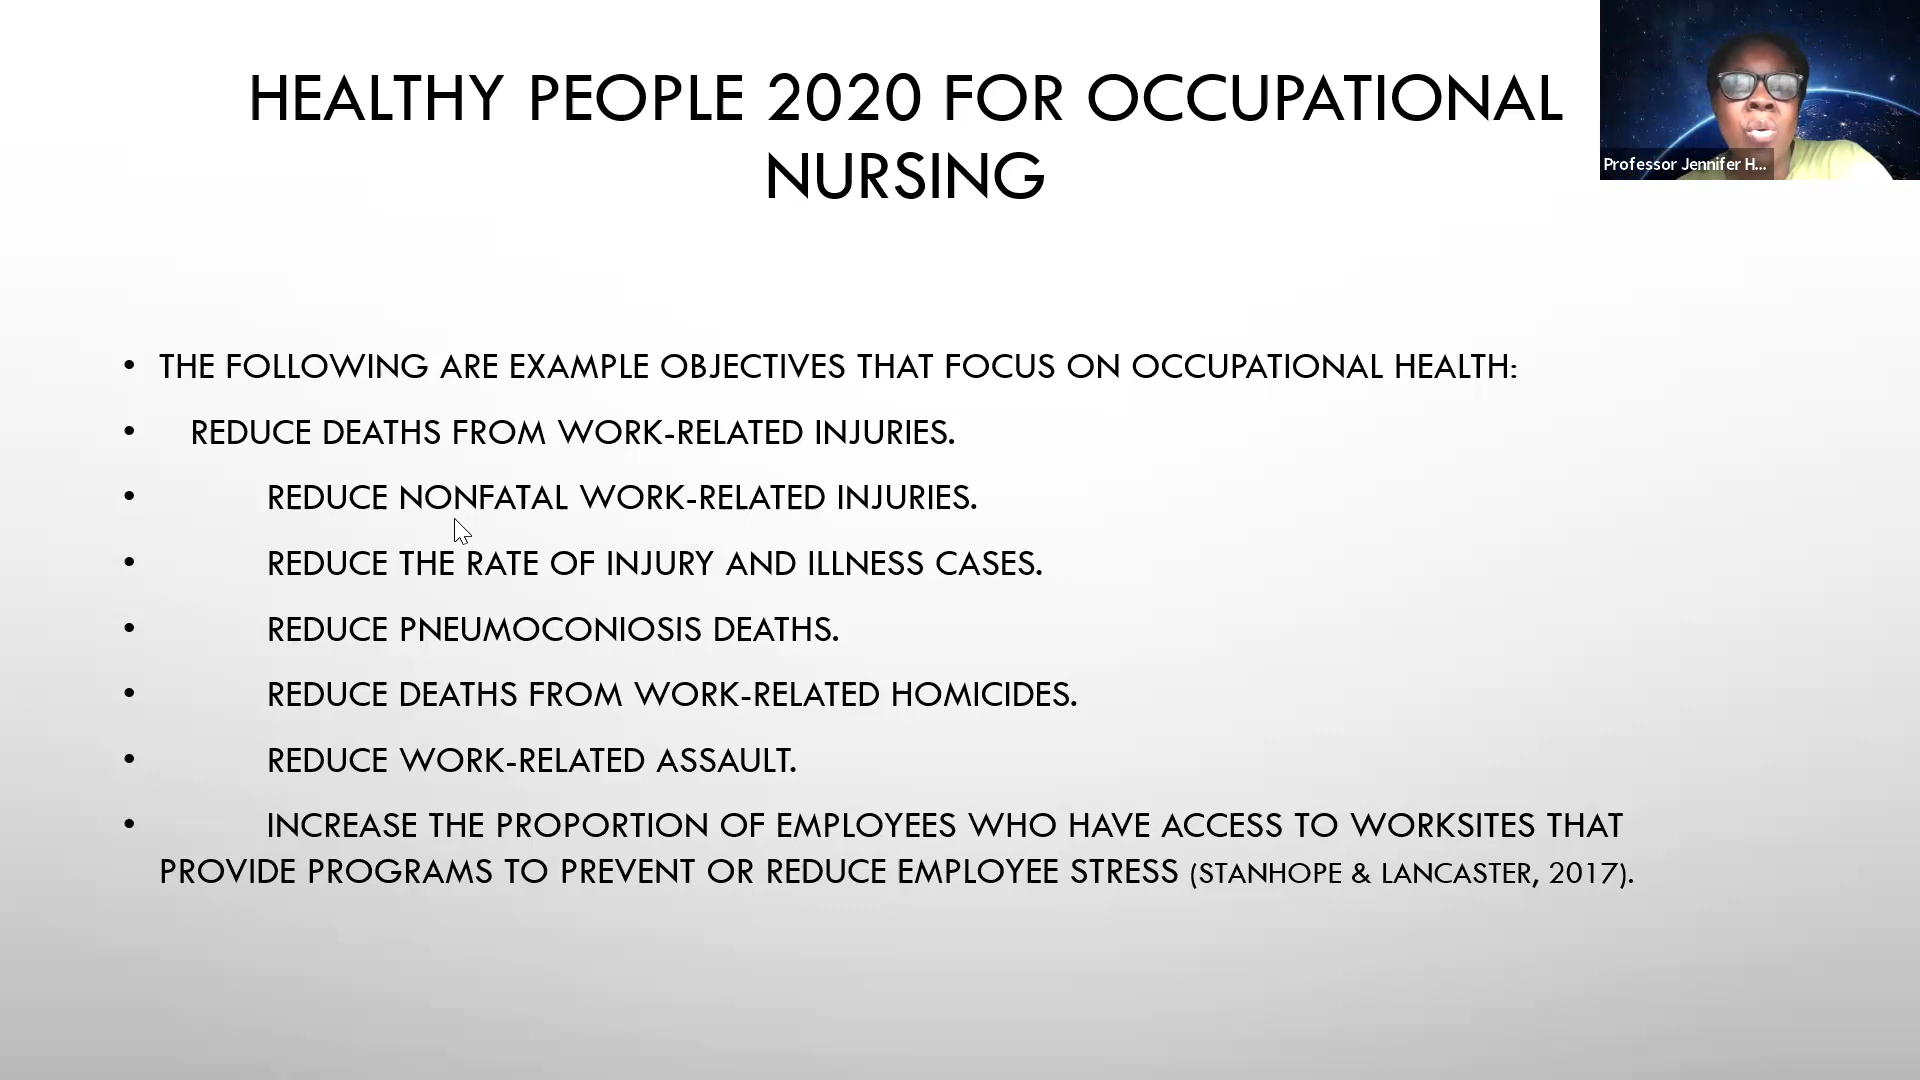 HEALTHY PEOPLE 2020 FOR OCCUPATIONAL
NURSING
Professor Jennifer H...
• THE FOLLOWING ARE EXAMPLE OBJECTIVES THAT FOCUS ON OCCUPATIONAL HEALTH:
• REDUCE DEATHS FROM WORK-RELATED INJURIES.
• REDUCE NONFATAL WORK-RELATED INJURIES.
• REDUCE THE RATE OF INJURY AND ILLNESS CASES.
• REDUCE PNEUMOCONIOSIS DEATHS.
• REDUCE DEATHS FROM WORK-RELATED HOMICIDES.
• REDUCE WORK-RELATED ASSAULT.
• INCREASE THE PROPORTION OF EMPLOYEES WHO HAVE ACCESS TO WORKSITES THAT
PROVIDE PROGRAMS TO PREVENT OR REDUCE EMPLOYEE STRESS (STANHOPE & LANCASTER, 2017).